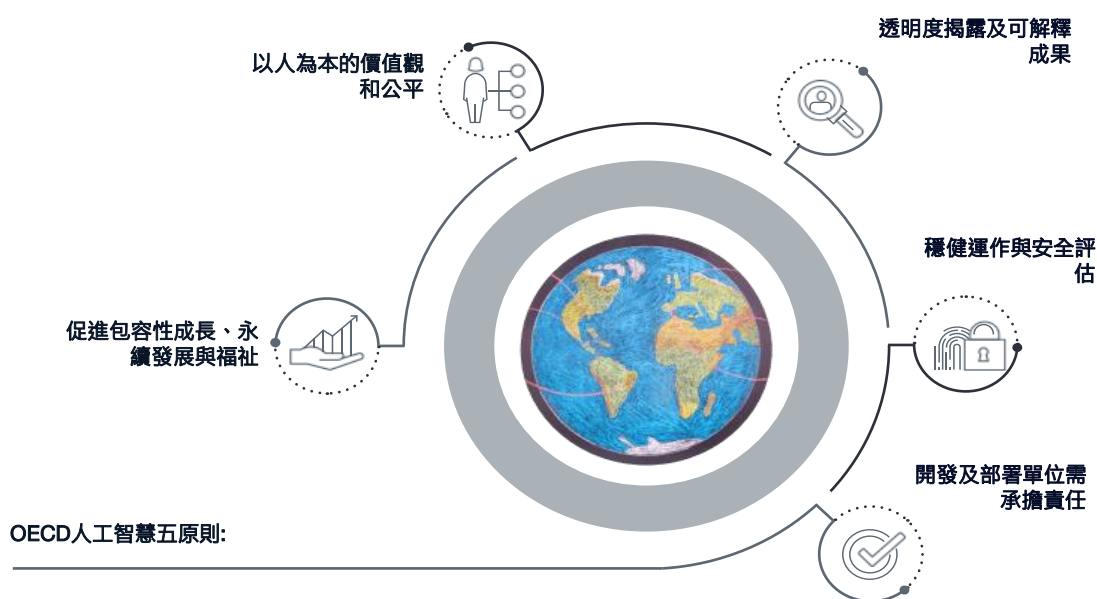 透明度揭露及可解釋
成果
以人為本的價值觀
和公平
穩健運作與安全評
估
促進包容性成長、永
續發展與福祉
開發及部署單位需
承擔責任
OECD人工智慧五原則: